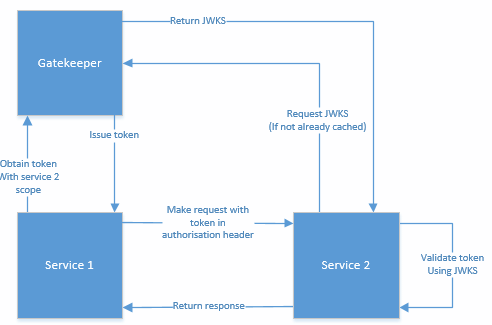 Return JWKS
Gatekeeper
Request JWKS
(If not already cached)
Issue token
Obtain token
With service 2
scope
Make request with
token in
authorisation header
Service 1
Service 2
Validate token
Using JWKS
Return response